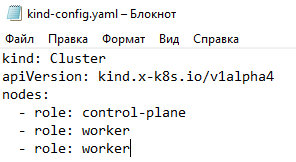 kind-config.yaml – Блокнот
Файл Правка Формат Вид Справка
kind: Cluster
apiVersion: kind.x-k8s.io/v1alpha4
nodes:
  - role: control-plane
  - role: worker
  - role: worker